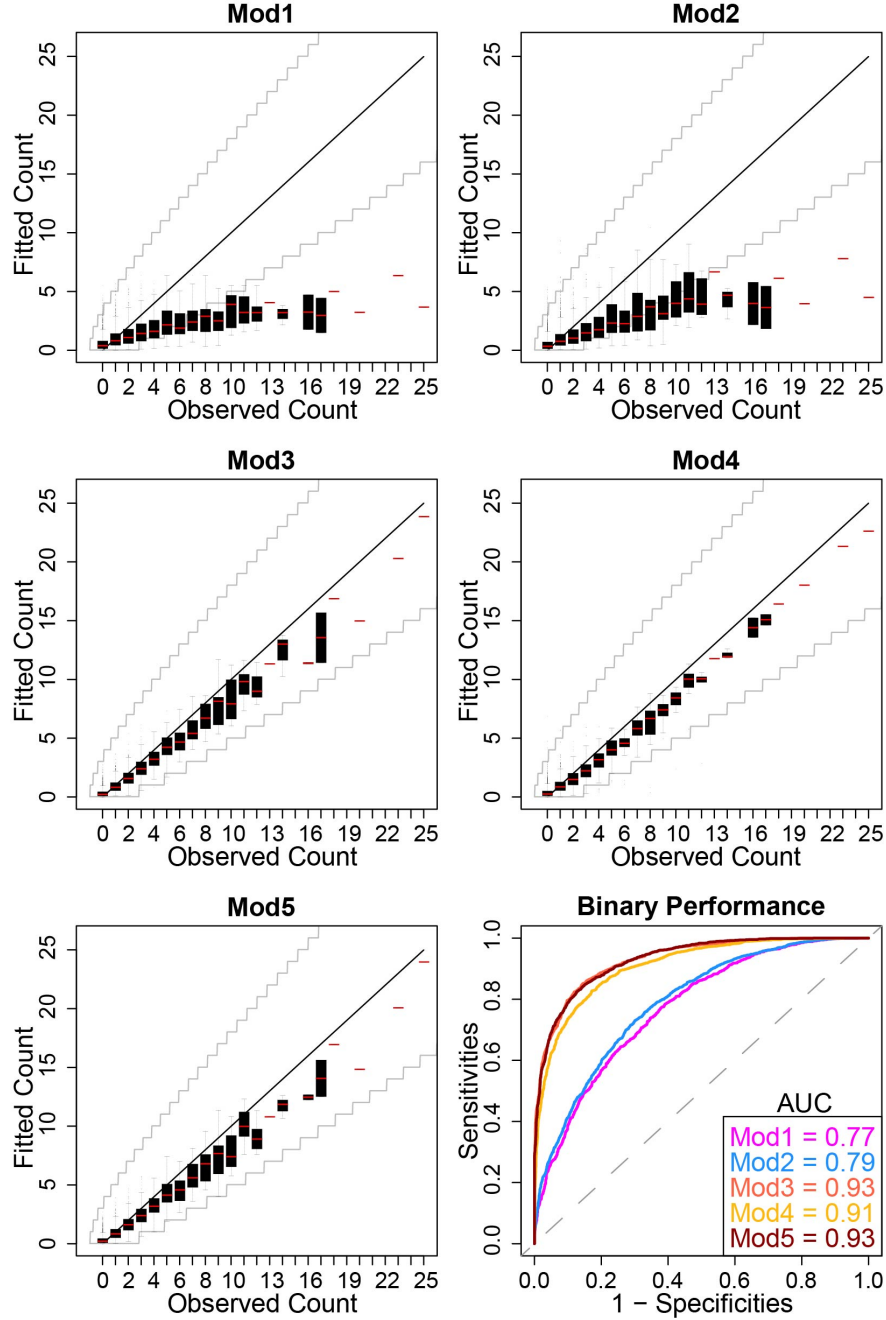 Mod1
Fitted Count
0 5 10 15 20 25
0 2 4 6 8 10 13 16 19 22 25
Observed Count
Mod2
Fitted Count
0 5 10 15 20 25
0 2 4 6 8 10 13 16 19 22 25
Observed Count
Mod3
Fitted Count
0 5 10 15 20 25
0 2 4 6 8 10 13 16 19 22 25
Observed Count
Mod4
Fitted Count
0 5 10 15 20 25
0 2 4 6 8 10 13 16 19 22 25
Observed Count
Mod5
Fitted Count
0 5 10 15 20 25
0 2 4 6 8 10 13 16 19 22 25
Observed Count
Binary Performance
Sensitivities
0.0 0.2 0.4 0.6 0.8 1.0
AUC
Mod1 = 0.77
Mod2 = 0.79
Mod3 = 0.93
Mod4 = 0.91
Mod5 = 0.93
0.0 0.2 0.4 0.6 0.8 1.0
1 − Specificities